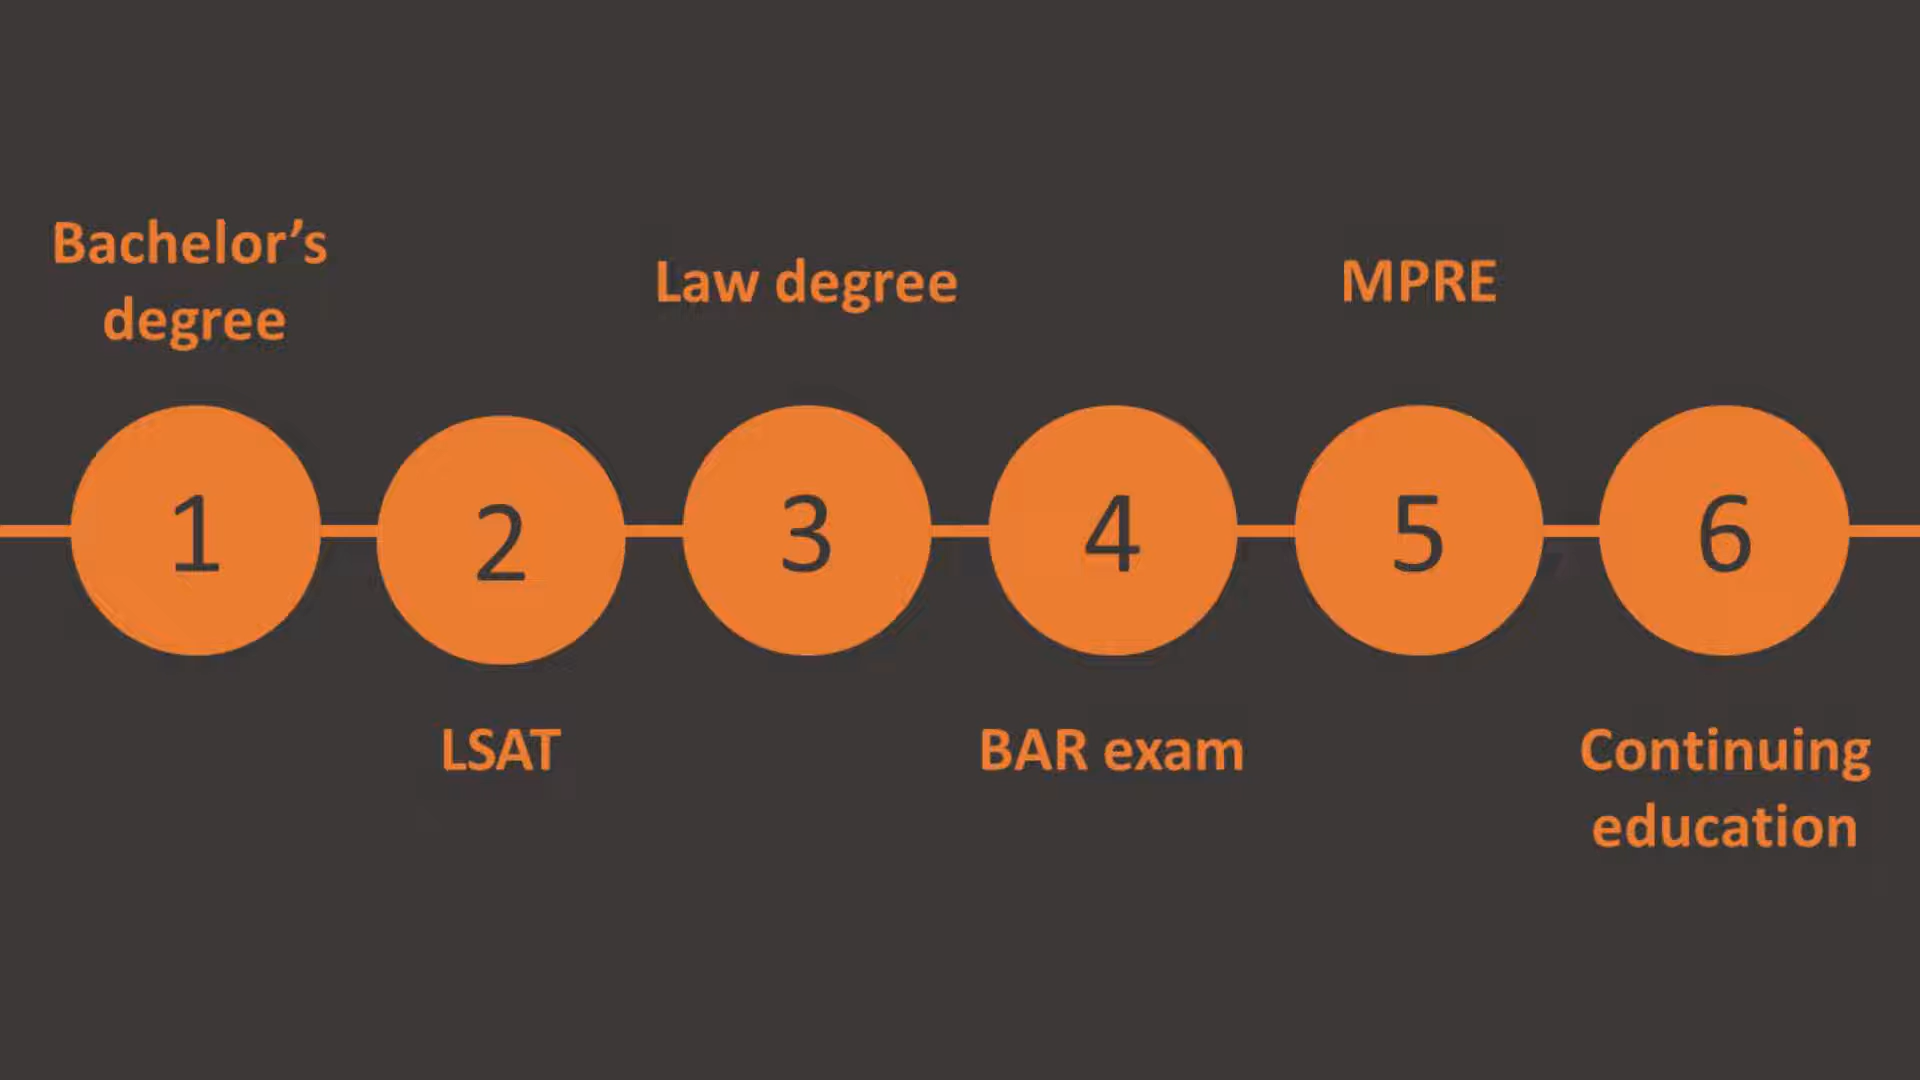 Bachelor’s
degree
Law degree
MPRE
1
2
3
4
5
6
LSAT
BAR exam
Continuing
education